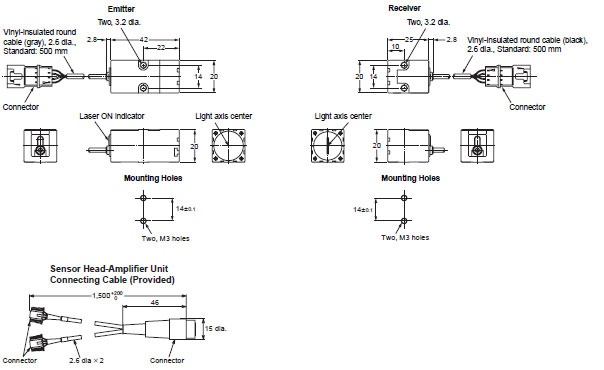 Emitter
Two, 3.2 dia.
Vinyl-insulated round
cable (gray), 2.6 dia.,
Standard: 500 mm
2.8
42
22
14
20
Connector
Receiver
Two, 3.2 dia.
Vinyl-insulated round cable (black),
2.6 dia., Standard: 500 mm
25
2.8
10
20
14
Connector
Laser ON indicator
Light axis center
20
Light axis center
20
Mounting Holes
14±0.1
Two, M3 holes
Mounting Holes
14±0.1
Two, M3 holes
Sensor Head-Amplifier Unit
Connecting Cable (Provided)
1,500 +200 0
46
15 dia.
Connector
2.6 dia × 2
Connector